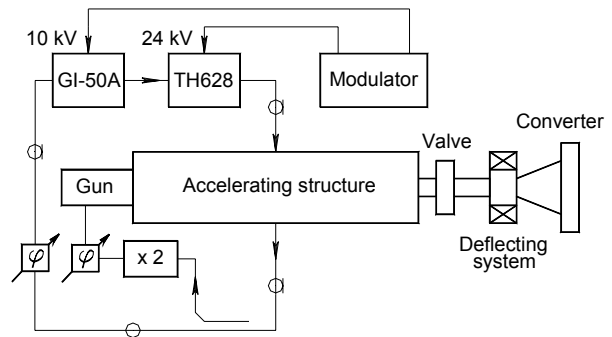 10 kV
24 kV
GI-50A
TH628
Modulator
Converter
Valve
Gun
Accelerating structure
Deflecting
system
φ
φ
x 2